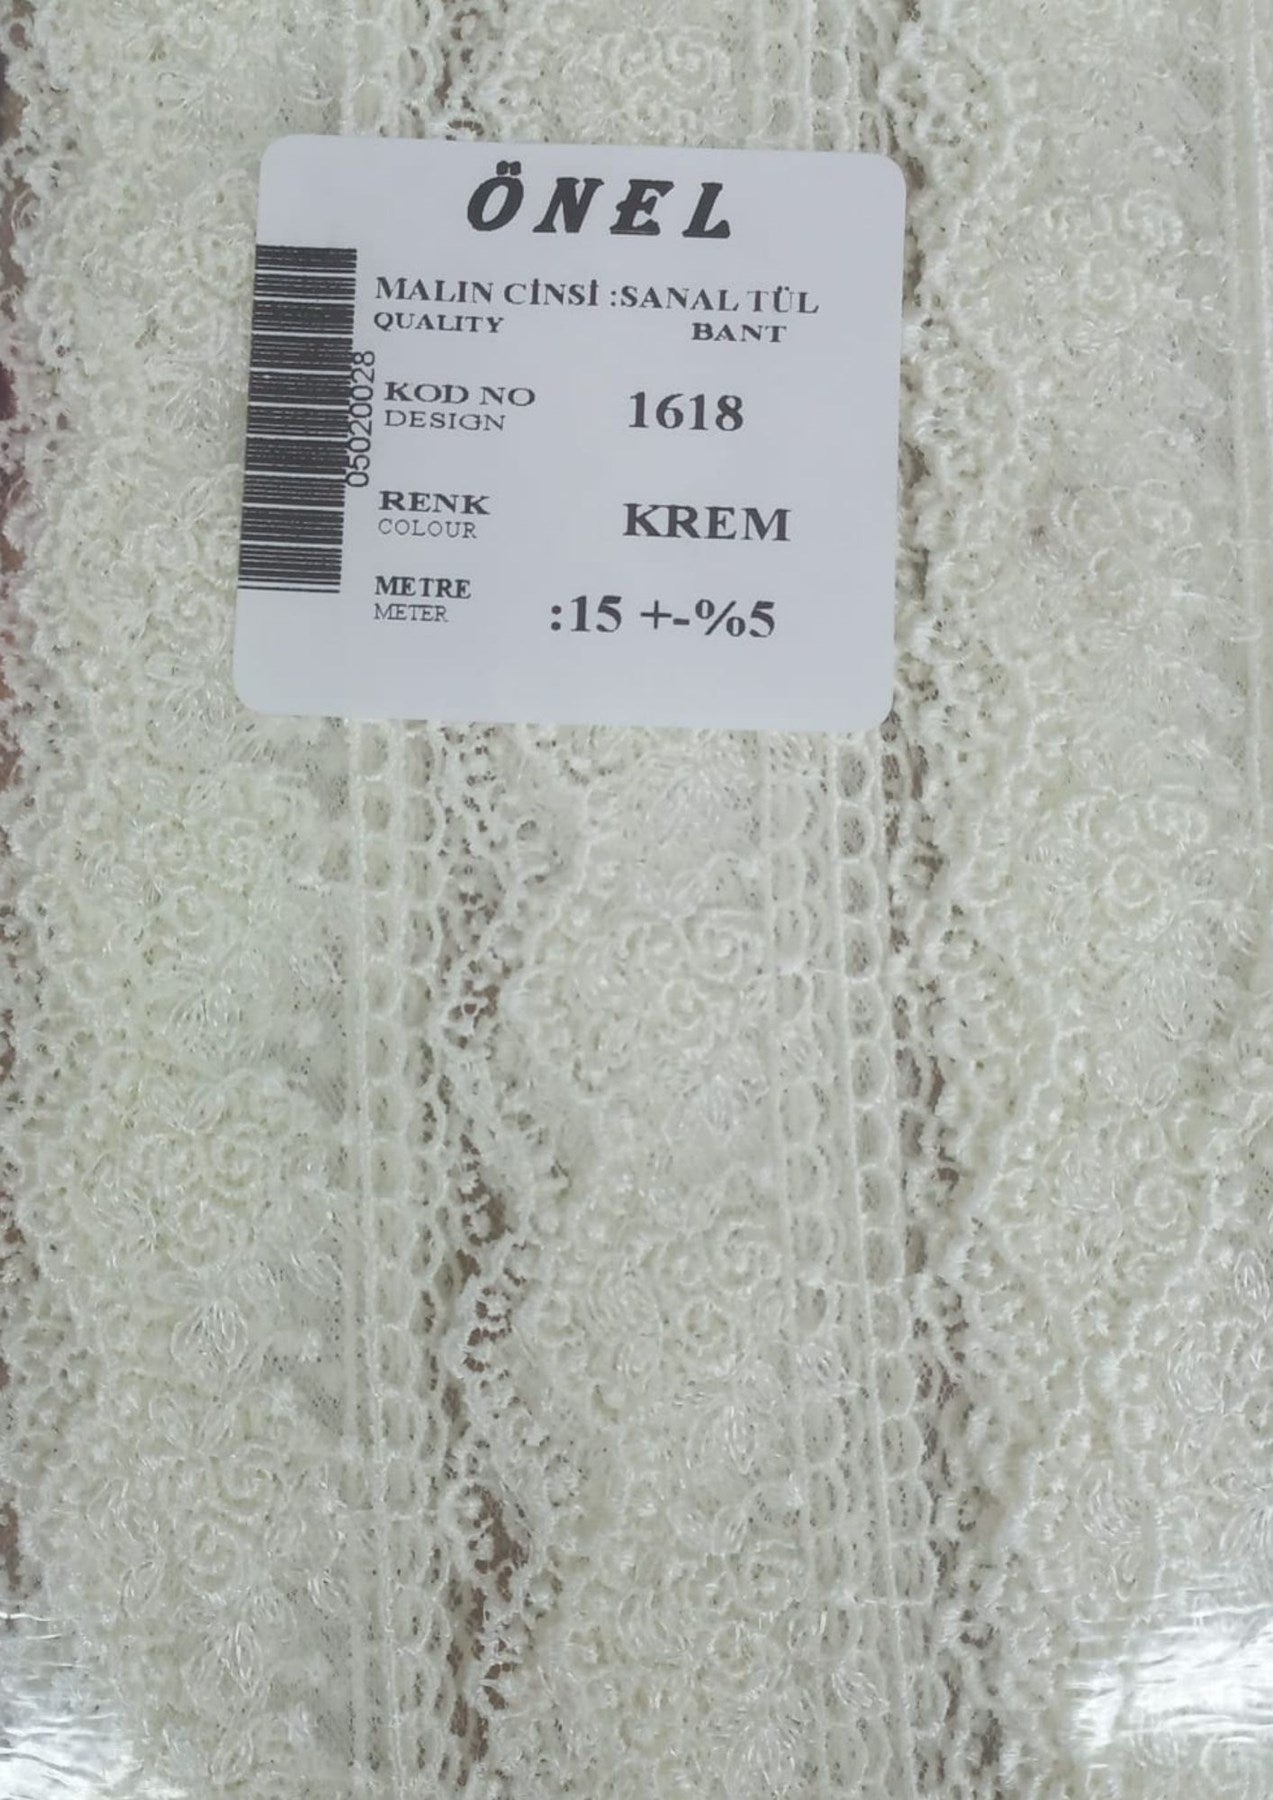 ÖNEL
MALIN CİNSİ :SANAL TÜL
QUALITY BANT
05020028
KOD NO 1618
DESIGN
RENK KREM
COLOUR
METRE :15 +-%5
METER